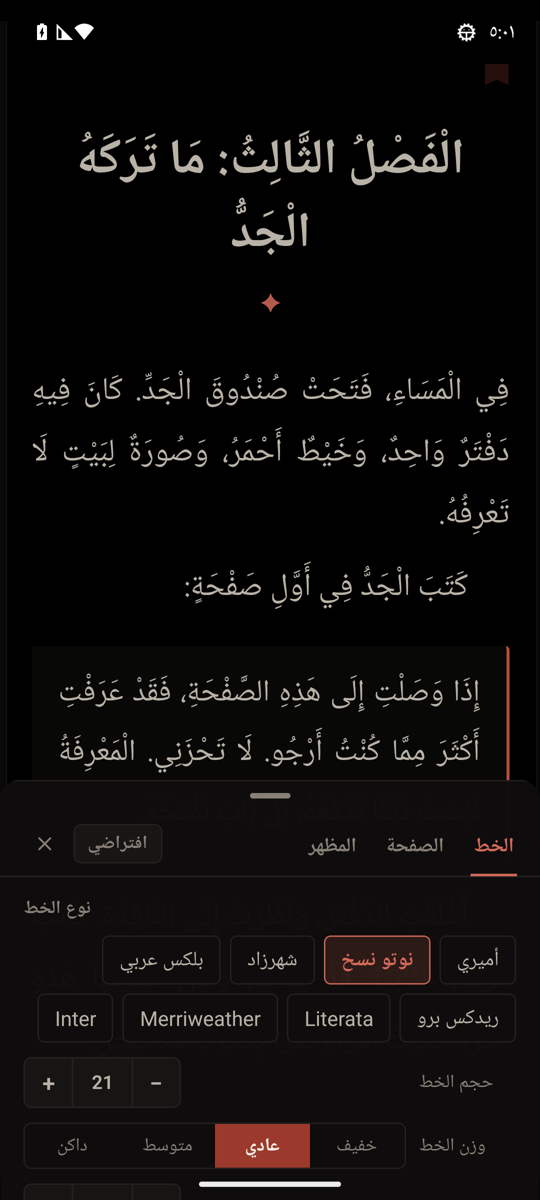 ٥:٠١
الْفَصْلُ الثَّالِثُ: مَا تَرَكَهُ
الْجَدُّ
فِي الْمَسَاءِ، فَتَحَتْ صُنْدُوقَ الْجَدِّ. كَانَ فِيهِ
دَفْتَرٌ وَاحِدٌ، وَخَيْطٌ أَحْمَرُ، وَصُورَةٌ لِبَيْتٍ لَا
تَعْرِفُهُ.
كَتَبَ الْجَدُّ فِي أَوَّلِ صَفْحَةٍ:
إِذَا وَصَلْتِ إِلَى هَذِهِ الصَّفْحَةِ، فَقَدْ عَرَفْتِ
أَكْثَرَ مِمَّا كُنْتُ أَرْجُو. لَا تَحْزَنِي. الْمَعْرِفَةُ
الخط الصفحة المظهر افتراضي ×
نوع الخط
أميري نوتو نسخ شهرزاد بلكس عربي
ريدكس برو Literata Merriweather Inter
حجم الخط − 21 +
وزن الخط خفيف عادي متوسط داكن